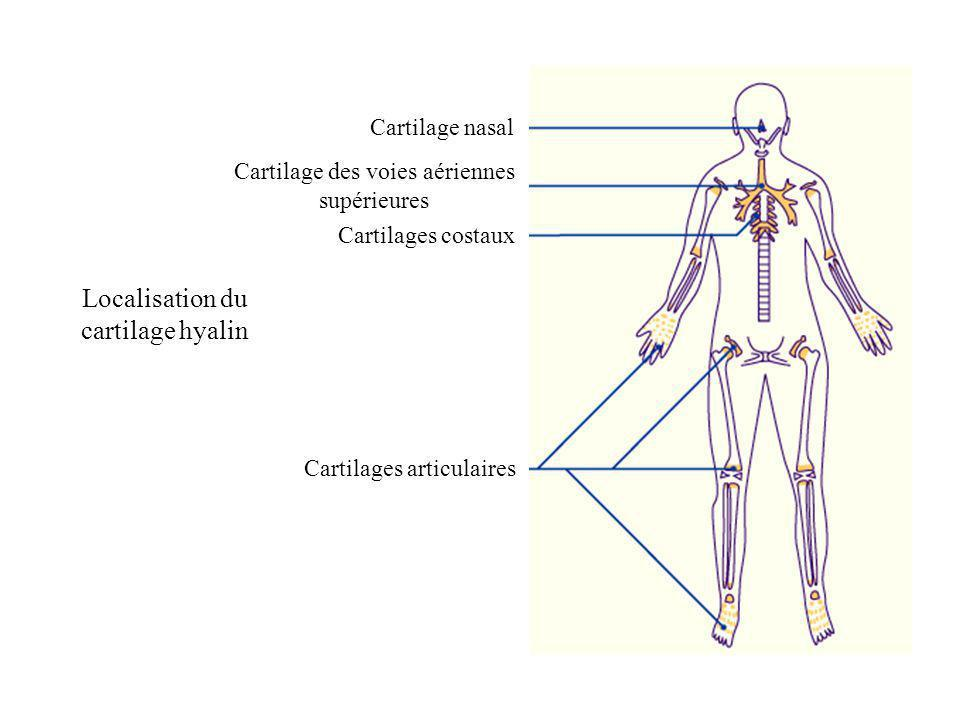 Cartilage nasal
Cartilage des voies aériennes
supérieures
Cartilages costaux
Localisation du
cartilage hyalin
Cartilages articulaires